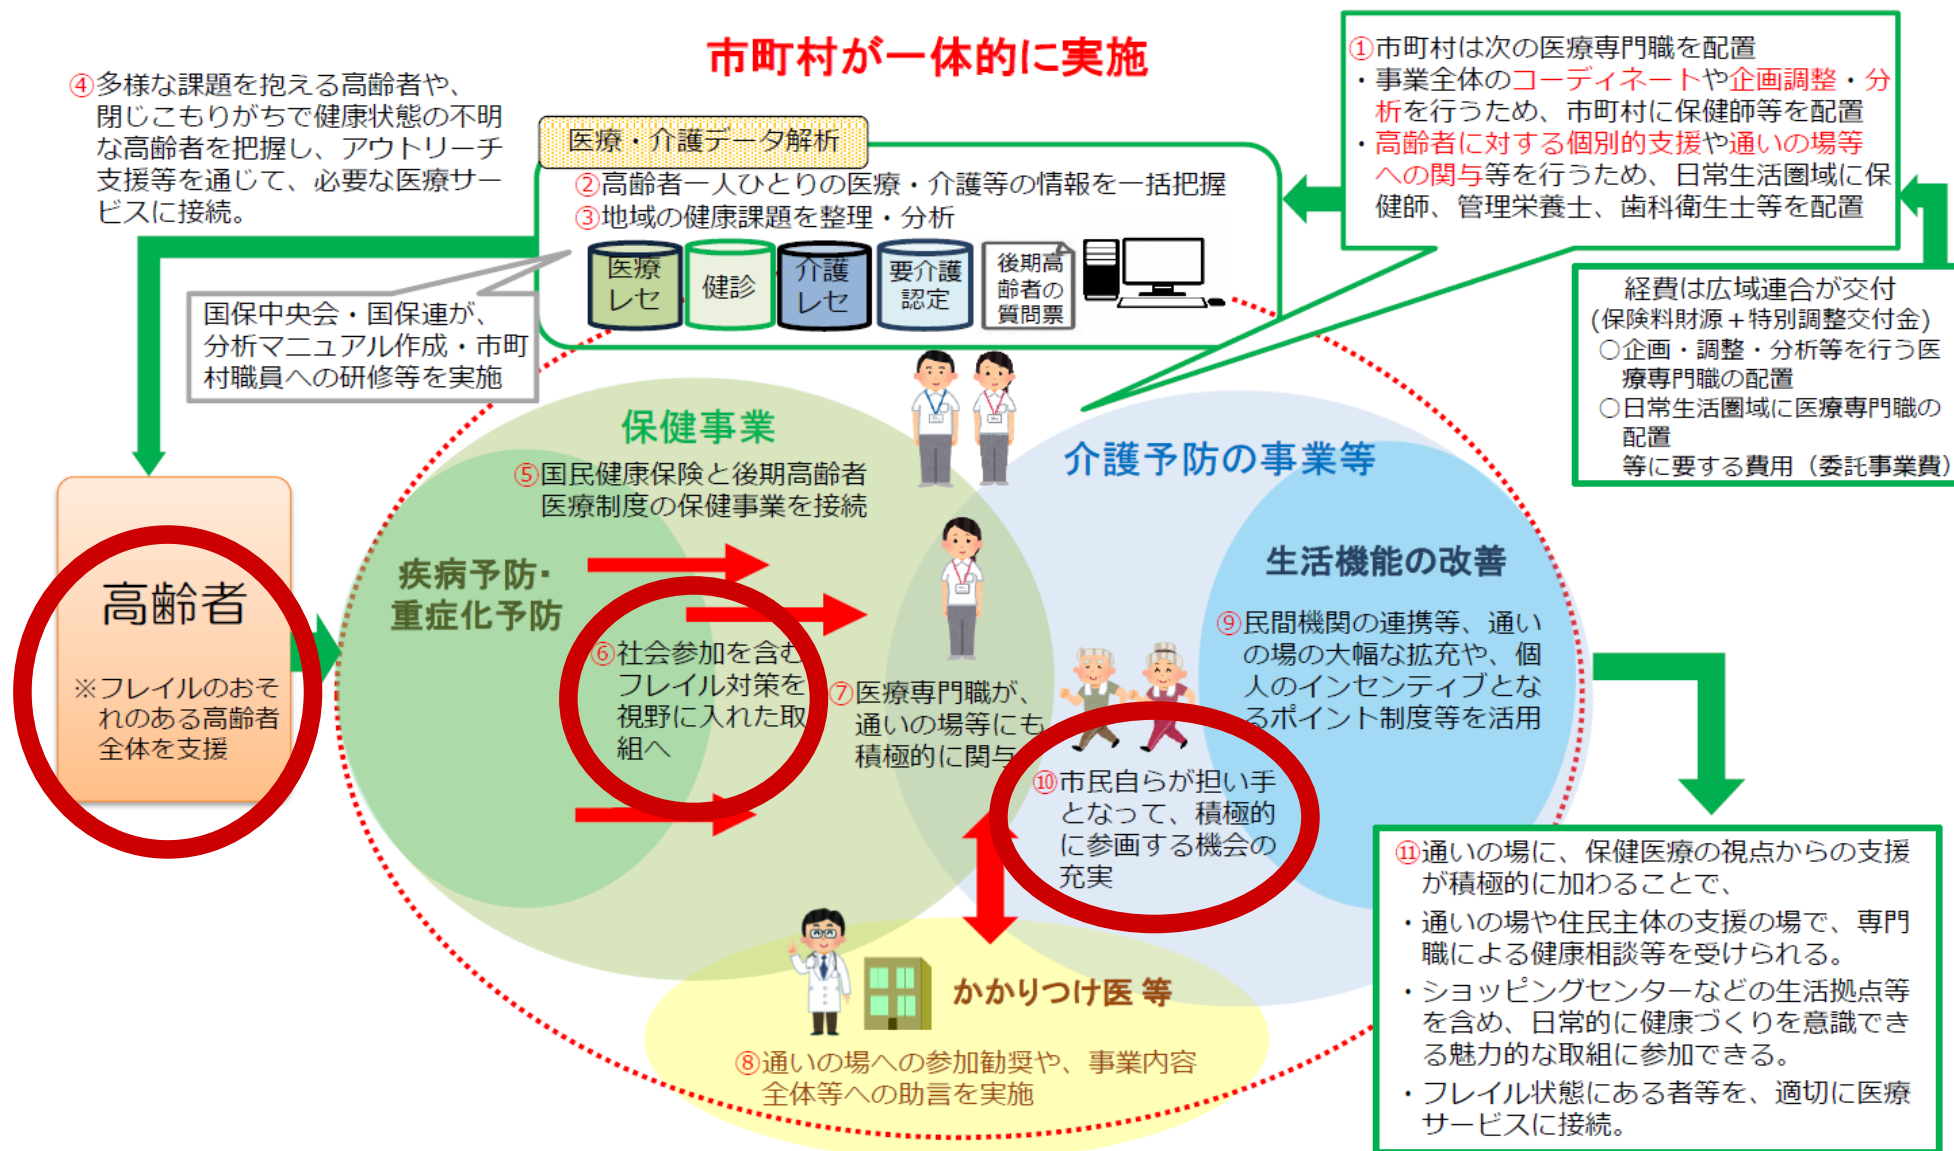 市町村が一体的に実施
①市町村は次の医療専門職を配置
・事業全体のコーディネートや企画調整・分
析を行うため、市町村に保健師等を配置
・高齢者に対する個別的支援や通いの場等
への関与等を行うため、日常生活圏域に保
健師、管理栄養士、歯科衛生士等を配置
④多様な課題を抱える高齢者や、
閉じこもりがちで健康状態の不明
な高齢者を把握し、アウトリーチ
支援等を通じて、必要な医療サー
ビスに接続。
医療・介護データ解析
②高齢者一人ひとりの医療・介護等の情報を一括把握
③地域の健康課題を整理・分析
医療
レセ
健診
介護
レセ
要介護
認定
後期高
齢者の
質問票
国保中央会・国保連が、
分析マニュアル作成・市町
村職員への研修等を実施
経費は広域連合が交付
(保険料財源＋特別調整交付金)
○企画・調整・分析等を行う医
療専門職の配置
○日常生活圏域に医療専門職の
配置
等に要する費用（委託事業費）
保健事業
⑤国民健康保険と後期高齢者
医療制度の保健事業を接続
介護予防の事業等
疾病予防・
重症化予防
生活機能の改善
高齢者
※フレイルのおそ
れのある高齢者
全体を支援
⑥社会参加を含む
フレイル対策を
視野に入れた取
組へ
⑦医療専門職が、
通いの場等にも
積極的に関与
⑨民間機関の連携等、通い
の場の大幅な拡充や、個
人のインセンティブとな
るポイント制度等を活用
⑩市民自らが担い手
となって、積極的
に参画する機会の
充実
かかりつけ医 等
⑧通いの場への参加勧奨や、事業内容
全体等への助言を実施
⑪通いの場に、保健医療の視点からの支援
が積極的に加わることで、
・通いの場や住民主体の支援の場で、専門
職による健康相談等を受けられる。
・ショッピングセンターなどの生活拠点等
を含め、日常的に健康づくりを意識でき
る魅力的な取組に参加できる。
・フレイル状態にある者等を、適切に医療
サービスに接続。